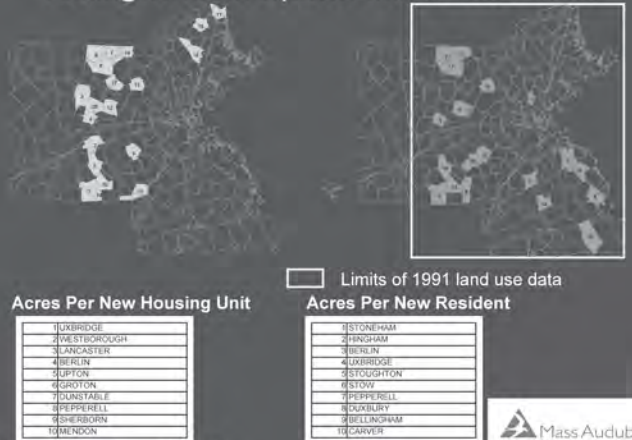 Limits of 1991 land use data
Acres Per New Housing Unit
1 UXBRIDGE
2 WESTBOROUGH
3 LANCASTER
4 BERLIN
5 UPTON
6 GROTON
7 DUNSTABLE
8 PEPPERELL
9 SHERBORN
10 MENDON
Acres Per New Resident
1 STONEHAM
2 HINGHAM
3 BERLIN
4 UXBRIDGE
5 STOUGHTON
6 STOW
7 PEPPERELL
8 DUXBURY
9 BELLINGHAM
10 CARVER
Mass Audub